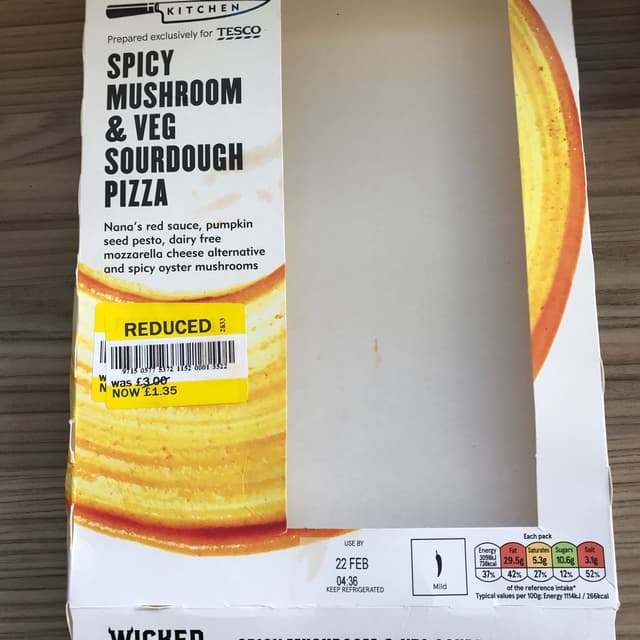 KITCHEN
Prepared exclusively for TESCO
SPICY
MUSHROOM
& VEG
SOURDOUGH
PIZZA
Nana's red sauce, pumpkin
seed pesto, dairy free
mozzarella cheese alternative
and spicy oyster mushrooms
REDUCED
2833
was £3.00
NOW £1.35
USE BY
22 FEB
04:36
KEEP REFRIGERATED
Mild
Each pack
Energy Fat Saturates Sugars Salt
3098kJ
738kcal 29.5g 5.3g 10.6g 3.1g
37% 42% 27% 12% 52%
of the reference intake*
Typical values per 100g: Energy 1114kJ / 266kcal
WICKED